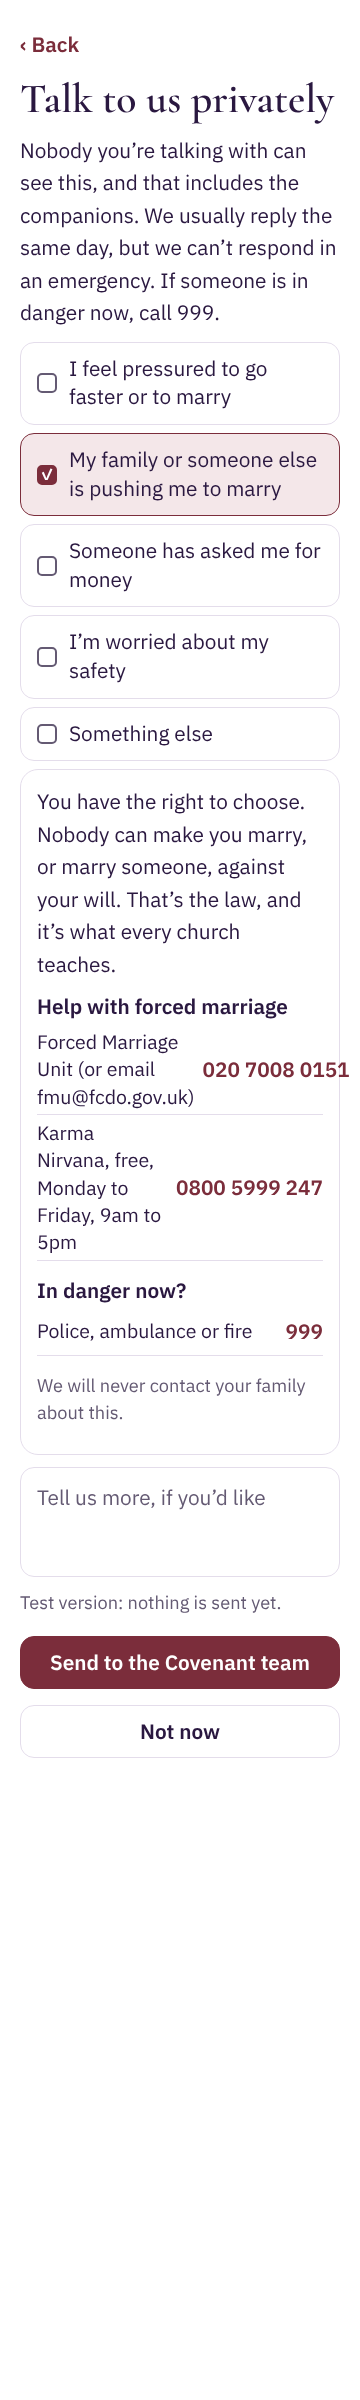 ‹ Back
Talk to us privately
Nobody you’re talking with can
see this, and that includes the
companions. We usually reply the
same day, but we can’t respond in
an emergency. If someone is in
danger now, call 999.
I feel pressured to go
faster or to marry
My family or someone else
is pushing me to marry
Someone has asked me for
money
I’m worried about my
safety
Something else
You have the right to choose.
Nobody can make you marry,
or marry someone, against
your will. That’s the law, and
it’s what every church
teaches.
Help with forced marriage
Forced Marriage
Unit (or email
fmu@fcdo.gov.uk)
020 7008 0151
Karma
Nirvana, free,
Monday to
Friday, 9am to
5pm
0800 5999 247
In danger now?
Police, ambulance or fire 999
We will never contact your family
about this.
Tell us more, if you’d like
Test version: nothing is sent yet.
Send to the Covenant team
Not now